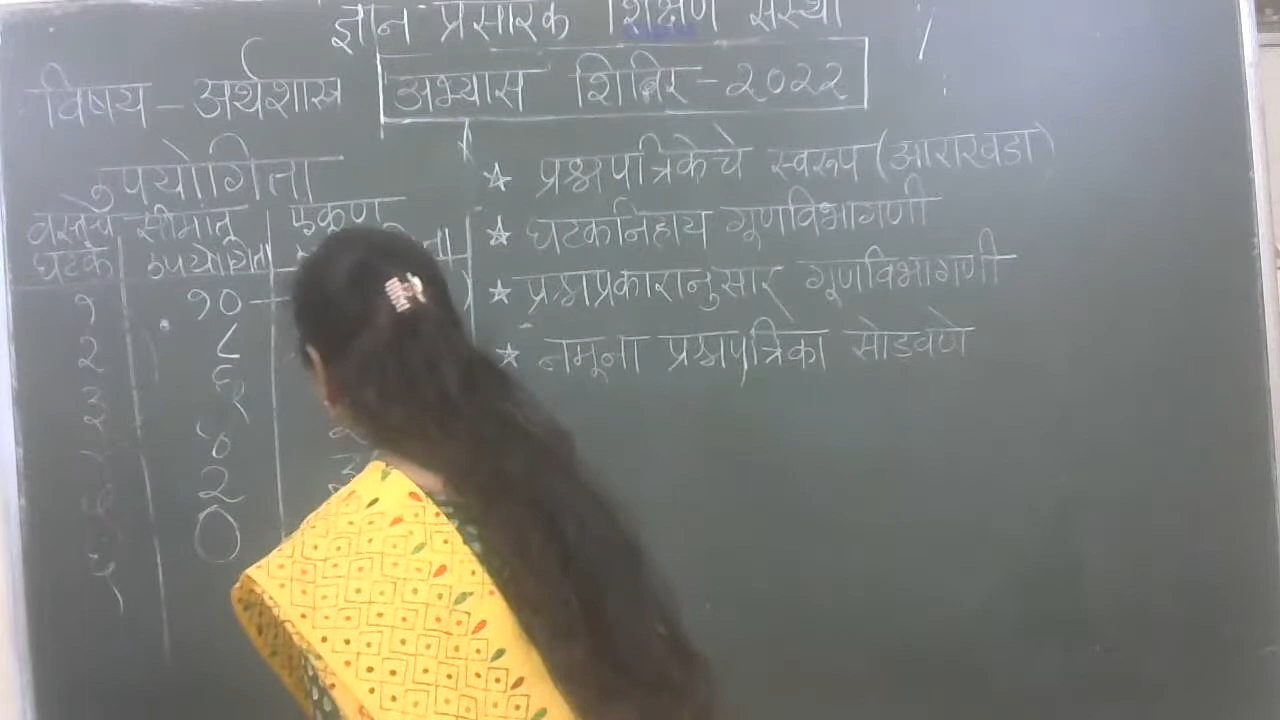 ज्ञान प्रसारक शिक्षण संस्था
विषय – अर्थशास्त्र
अभ्यास शिबिर - २०२२
उपयोगिता
वस्तूचे घटक
सीमांत उपयोगिता
एकूण
१ १०
२ ८
३ ६
४
२
०
☆ प्रश्नपत्रिकेचे स्वरूप (आराखडा)
☆ घटकनिहाय गूणविभागणी
☆ प्रश्नप्रकारानुसार गूणविभागणी
☆ नमूना प्रश्नपत्रिका सोडवणे